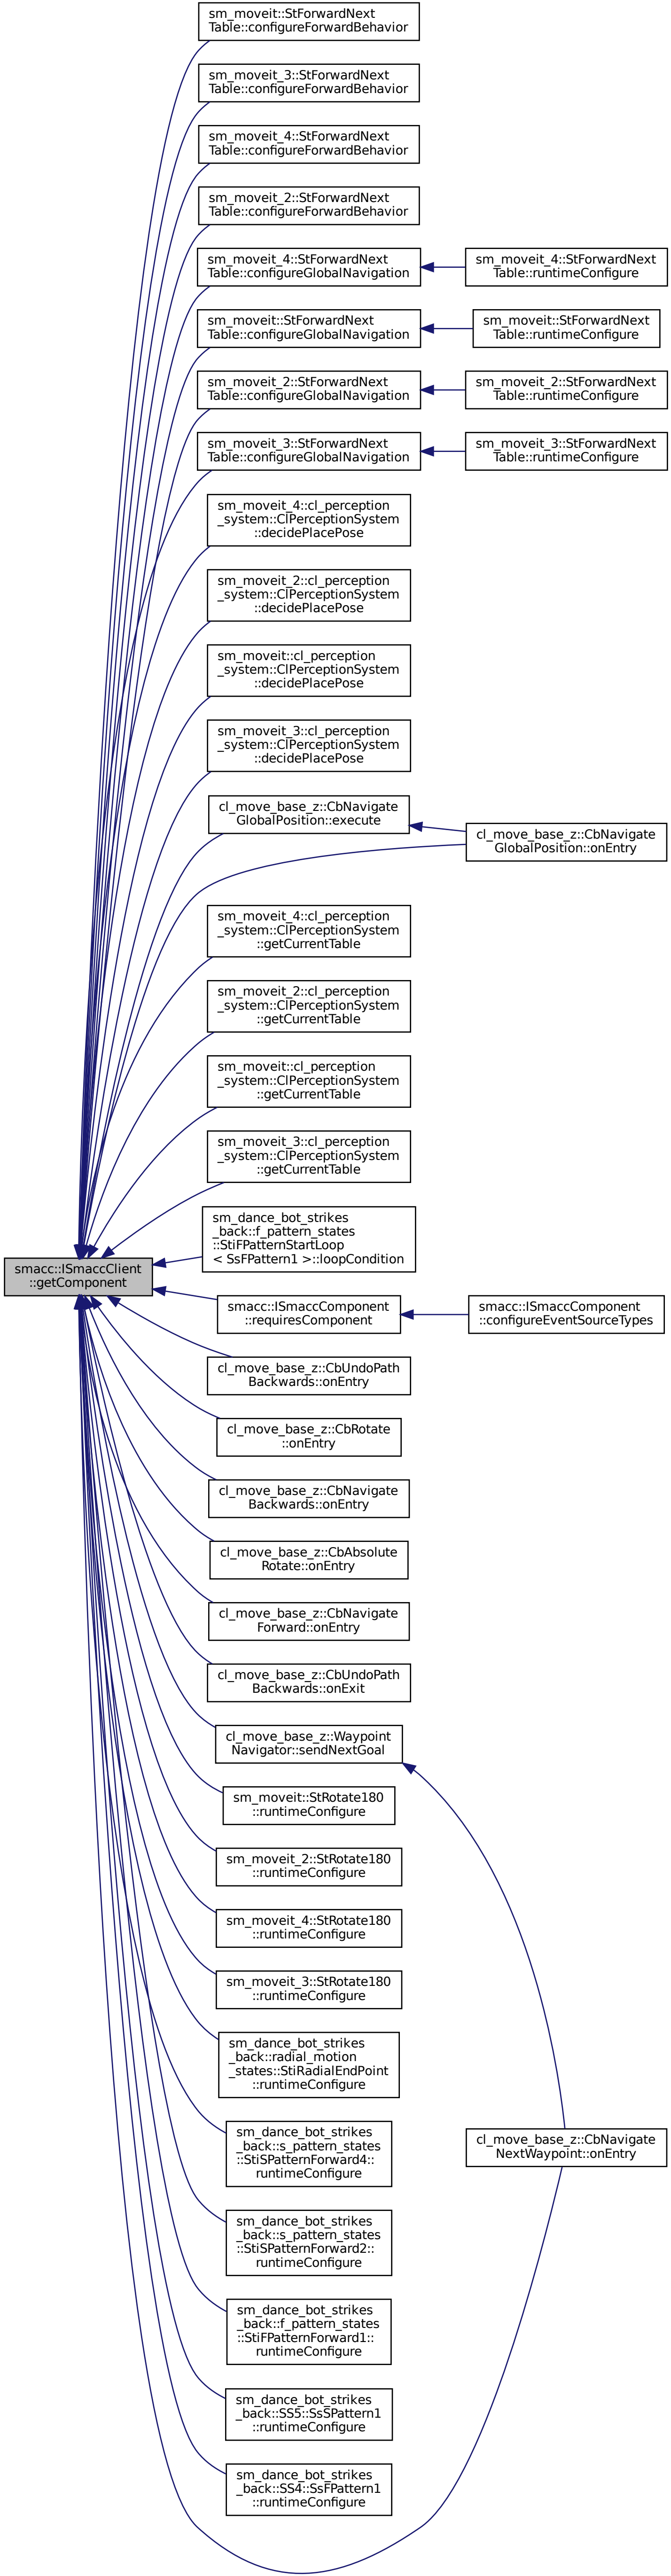 sm_moveit::StForwardNext
Table::configureForwardBehavior
sm_moveit_3::StForwardNext
Table::configureForwardBehavior
sm_moveit_4::StForwardNext
Table::configureForwardBehavior
sm_moveit_2::StForwardNext
Table::configureForwardBehavior
sm_moveit_4::StForwardNext
Table::configureGlobalNavigation
sm_moveit_4::StForwardNext
Table::runtimeConfigure
sm_moveit::StForwardNext
Table::configureGlobalNavigation
sm_moveit::StForwardNext
Table::runtimeConfigure
sm_moveit_2::StForwardNext
Table::configureGlobalNavigation
sm_moveit_2::StForwardNext
Table::runtimeConfigure
sm_moveit_3::StForwardNext
Table::configureGlobalNavigation
sm_moveit_3::StForwardNext
Table::runtimeConfigure
sm_moveit_4::cl_perception
_system::ClPerceptionSystem
::decidePlacePose
sm_moveit_2::cl_perception
_system::ClPerceptionSystem
::decidePlacePose
sm_moveit::cl_perception
_system::ClPerceptionSystem
::decidePlacePose
sm_moveit_3::cl_perception
_system::ClPerceptionSystem
::decidePlacePose
cl_move_base_z::CbNavigate
GlobalPosition::execute
cl_move_base_z::CbNavigate
GlobalPosition::onEntry
sm_moveit_4::cl_perception
_system::ClPerceptionSystem
::getCurrentTable
sm_moveit_2::cl_perception
_system::ClPerceptionSystem
::getCurrentTable
sm_moveit::cl_perception
_system::ClPerceptionSystem
::getCurrentTable
sm_moveit_3::cl_perception
_system::ClPerceptionSystem
::getCurrentTable
sm_dance_bot_strikes
_back::f_pattern_states
::StiFPatternStartLoop
< SsFPattern1 >::loopCondition
smacc::ISmaccClient
::getComponent
smacc::ISmaccComponent
::requiresComponent
smacc::ISmaccComponent
::configureEventSourceTypes
cl_move_base_z::CbUndoPath
Backwards::onEntry
cl_move_base_z::CbRotate
::onEntry
cl_move_base_z::CbNavigate
Backwards::onEntry
cl_move_base_z::CbAbsolute
Rotate::onEntry
cl_move_base_z::CbNavigate
Forward::onEntry
cl_move_base_z::CbUndoPath
Backwards::onExit
cl_move_base_z::Waypoint
Navigator::sendNextGoal
sm_moveit::StRotate180
::runtimeConfigure
sm_moveit_2::StRotate180
::runtimeConfigure
sm_moveit_4::StRotate180
::runtimeConfigure
sm_moveit_3::StRotate180
::runtimeConfigure
sm_dance_bot_strikes
_back::radial_motion
_states::StiRadialEndPoint
::runtimeConfigure
sm_dance_bot_strikes
_back::s_pattern_states
::StiSPatternForward4::
runtimeConfigure
cl_move_base_z::CbNavigate
NextWaypoint::onEntry
sm_dance_bot_strikes
_back::s_pattern_states
::StiSPatternForward2::
runtimeConfigure
sm_dance_bot_strikes
_back::f_pattern_states
::StiFPatternForward1::
runtimeConfigure
sm_dance_bot_strikes
_back::SS5::SsSPattern1
::runtimeConfigure
sm_dance_bot_strikes
_back::SS4::SsFPattern1
::runtimeConfigure